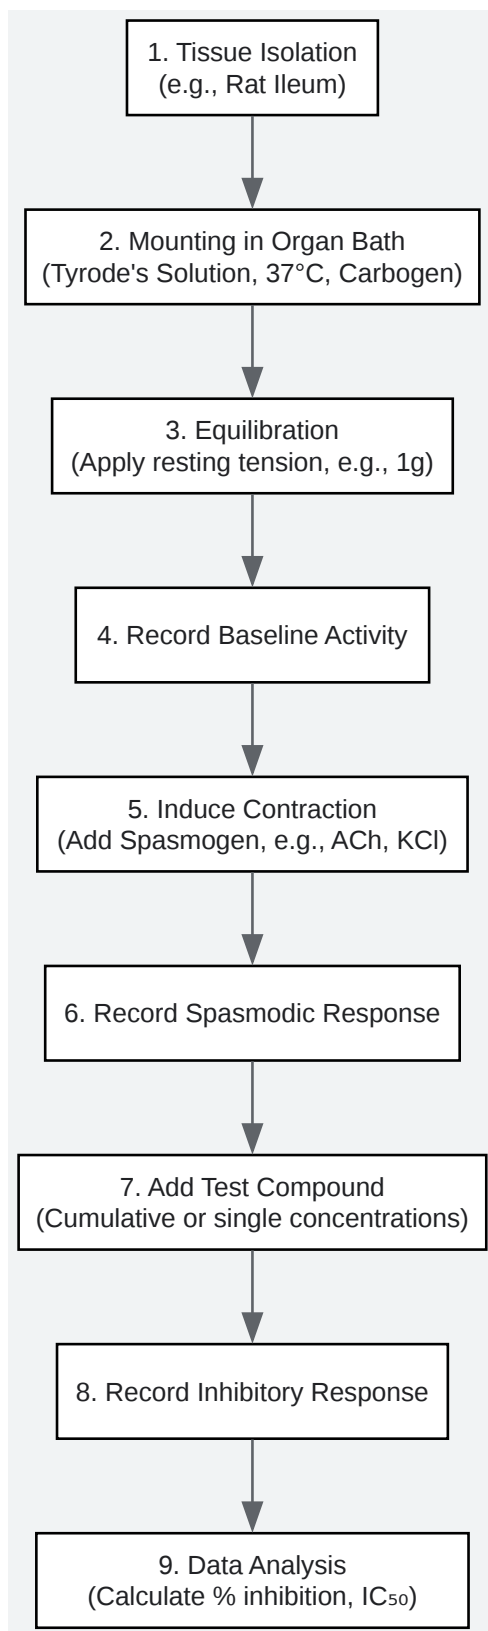 1. Tissue Isolation
(e.g., Rat Ileum)
2. Mounting in Organ Bath
(Tyrode's Solution, 37°C, Carbogen)
3. Equilibration
(Apply resting tension, e.g., 1g)
4. Record Baseline Activity
5. Induce Contraction
(Add Spasmogen, e.g., ACh, KCl)
6. Record Spasmodic Response
7. Add Test Compound
(Cumulative or single concentrations)
8. Record Inhibitory Response
9. Data Analysis
(Calculate % inhibition, IC₅₀)